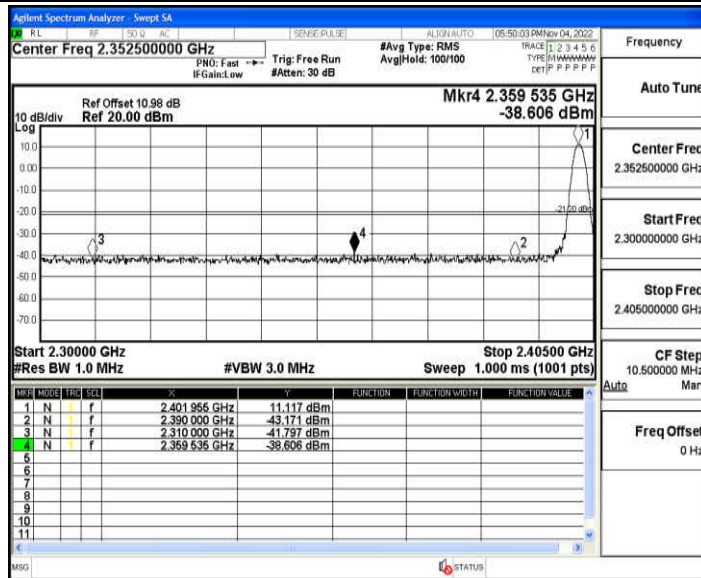 Agilent Spectrum Analyzer - Swept SA
RL RF 50 Ω AC SENSE:PULSE ALIGN AUTO 05:50:03 PM Nov 04, 2022
Center Freq 2.352500000 GHz
PNO: Fast
IFGain:Low
Trig: Free Run
#Atten: 30 dB
#Avg Type: RMS
Avg|Hold: 100/100
TRACE 1 2 3 4 5 6
TYPE M W W W W W
DET P P P P P P
Frequency
Auto Tune
Center Freq
2.352500000 GHz
Start Freq
2.300000000 GHz
Stop Freq
2.405000000 GHz
CF Step
10.500000 MHz
Auto Man
Freq Offset
0 Hz
Mkr4 2.359 535 GHz
-38.606 dBm
Ref Offset 10.98 dB
10 dB/div Ref 20.00 dBm
Log
10.0
0.00
-10.0
-20.0
-30.0
-40.0
-50.0
-60.0
-70.0
1
-21.20 dBm
3
4
2
Start 2.30000 GHz Stop 2.40500 GHz
#Res BW 1.0 MHz #VBW 3.0 MHz Sweep 1.000 ms (1001 pts)
MKR MODE TRC SCL X Y FUNCTION FUNCTION WIDTH FUNCTION VALUE
1 N 1 f 2.401 955 GHz 11.117 dBm
2 N 1 f 2.390 000 GHz -43.171 dBm
3 N 1 f 2.310 000 GHz -41.797 dBm
4 N 1 f 2.359 535 GHz -38.606 dBm
5
6
7
8
9
10
11
MSG STATUS